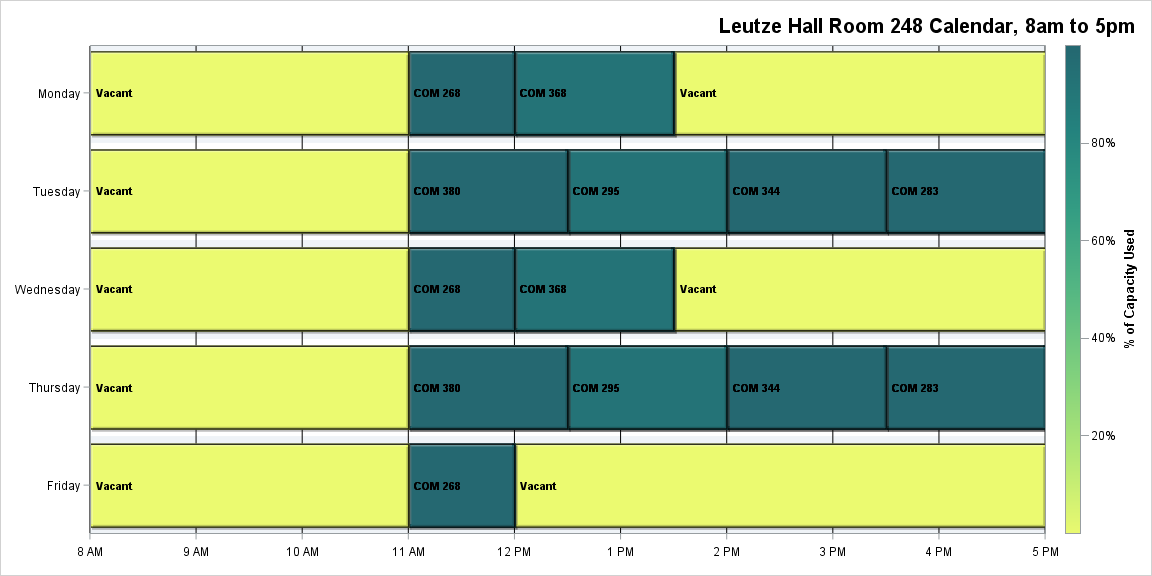 Leutze Hall Room 248 Calendar, 8am to 5pm
Monday
Vacant
COM 268
COM 368
Vacant
Tuesday
Vacant
COM 380
COM 295
COM 344
COM 283
Wednesday
Vacant
COM 268
COM 368
Vacant
Thursday
Vacant
COM 380
COM 295
COM 344
COM 283
Friday
Vacant
COM 268
Vacant
8 AM
9 AM
10 AM
11 AM
12 PM
1 PM
2 PM
3 PM
4 PM
5 PM
80%
60%
40%
20%
% of Capacity Used